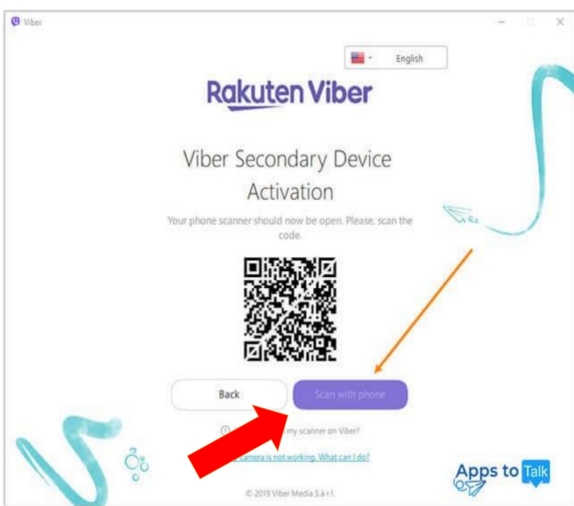 Viber
English
Rakuten Viber
Viber Secondary Device
Activation
Your phone scanner should now be open. Please, scan the
code.
Back
Scan with phone
my scanner on Viber?
camera is not working. What can I do?
© 2019 Viber Media S.à r.l.
Apps to Talk